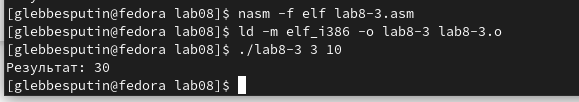 [glebbesputin@fedora lab08]$ nasm -f elf lab8-3.asm
[glebbesputin@fedora lab08]$ ld -m elf_i386 -o lab8-3 lab8-3.o
[glebbesputin@fedora lab08]$ ./lab8-3 3 10
Результат: 30
[glebbesputin@fedora lab08]$